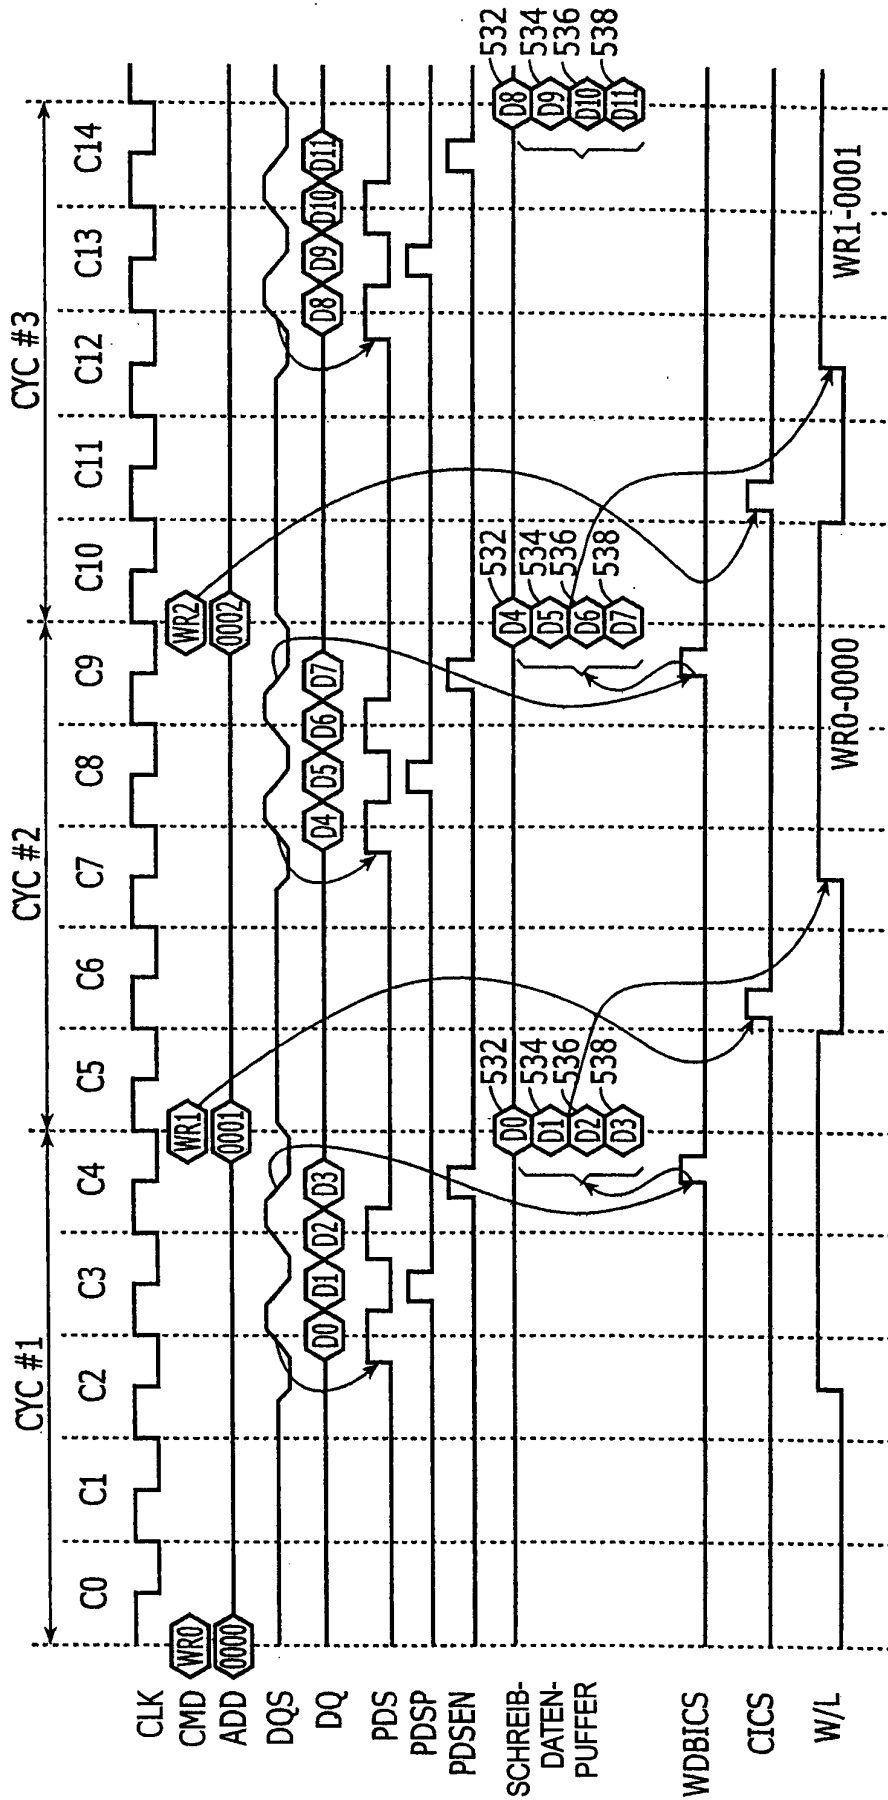 CYC #1 CYC #2 CYC #3
C0 C1 C2 C3 C4 C5 C6 C7 C8 C9 C10 C11 C12 C13 C14
CLK
CMD WR0 WR1 WR2
ADD 0000 0001 0002
DQS
DQ D0 D1 D2 D3 D4 D5 D6 D7 D8 D9 D10 D11
PDS
PDSP
PDSEN
SCHREIB-
DATEN-
PUFFER
D0 532 D4 532 D8 532
D1 534 D5 534 D9 534
D2 536 D6 536 D10 536
D3 538 D7 538 D11 538
WDBICS
CICS
W/L WR0-0000 WR1-0001